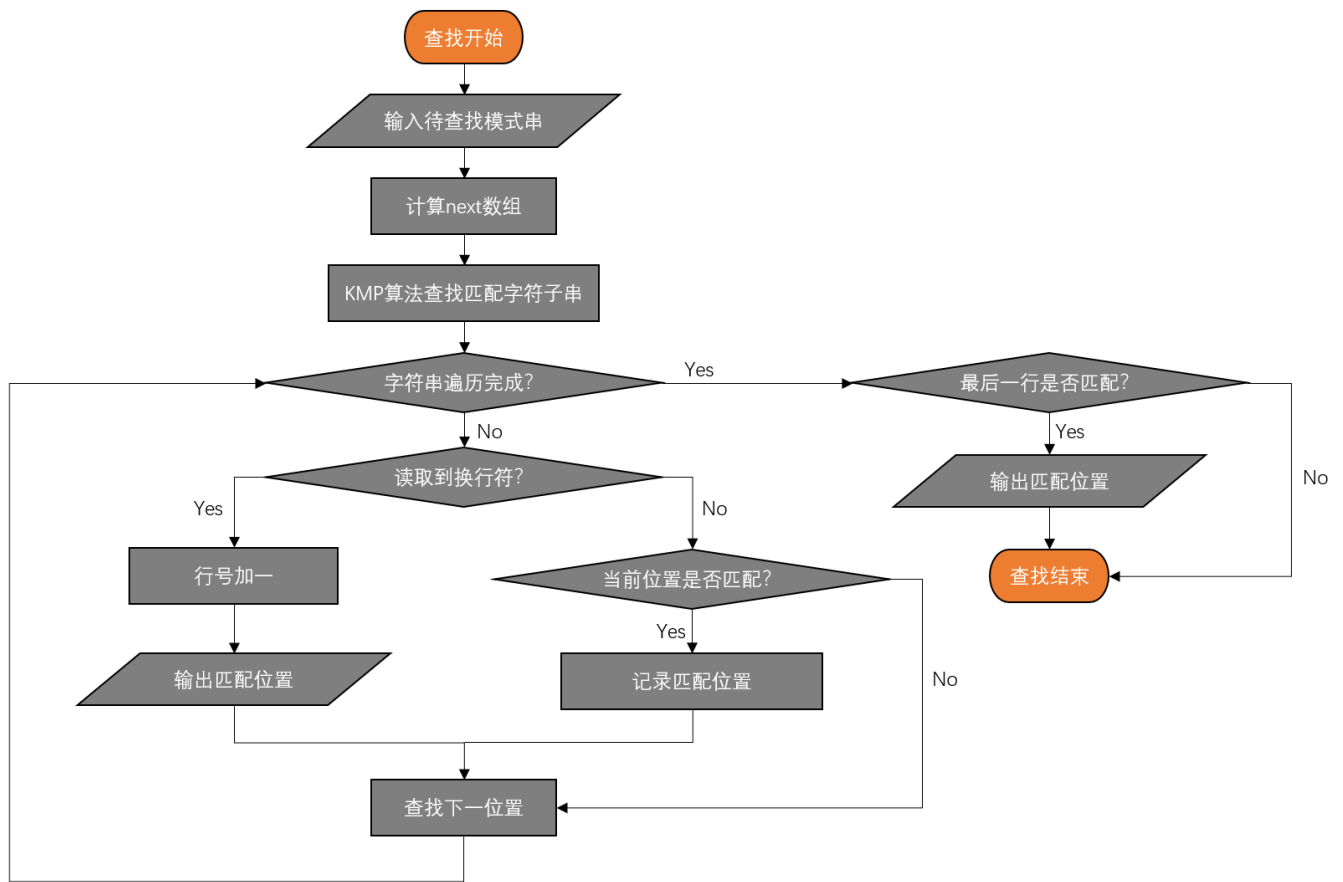 查找开始
输入待查找模式串
计算next数组
KMP算法查找匹配字符子串
字符串遍历完成？
Yes
最后一行是否匹配？
No
Yes
读取到换行符？
输出匹配位置
No
Yes
No
行号加一
当前位置是否匹配？
查找结束
Yes
输出匹配位置
记录匹配位置
No
查找下一位置